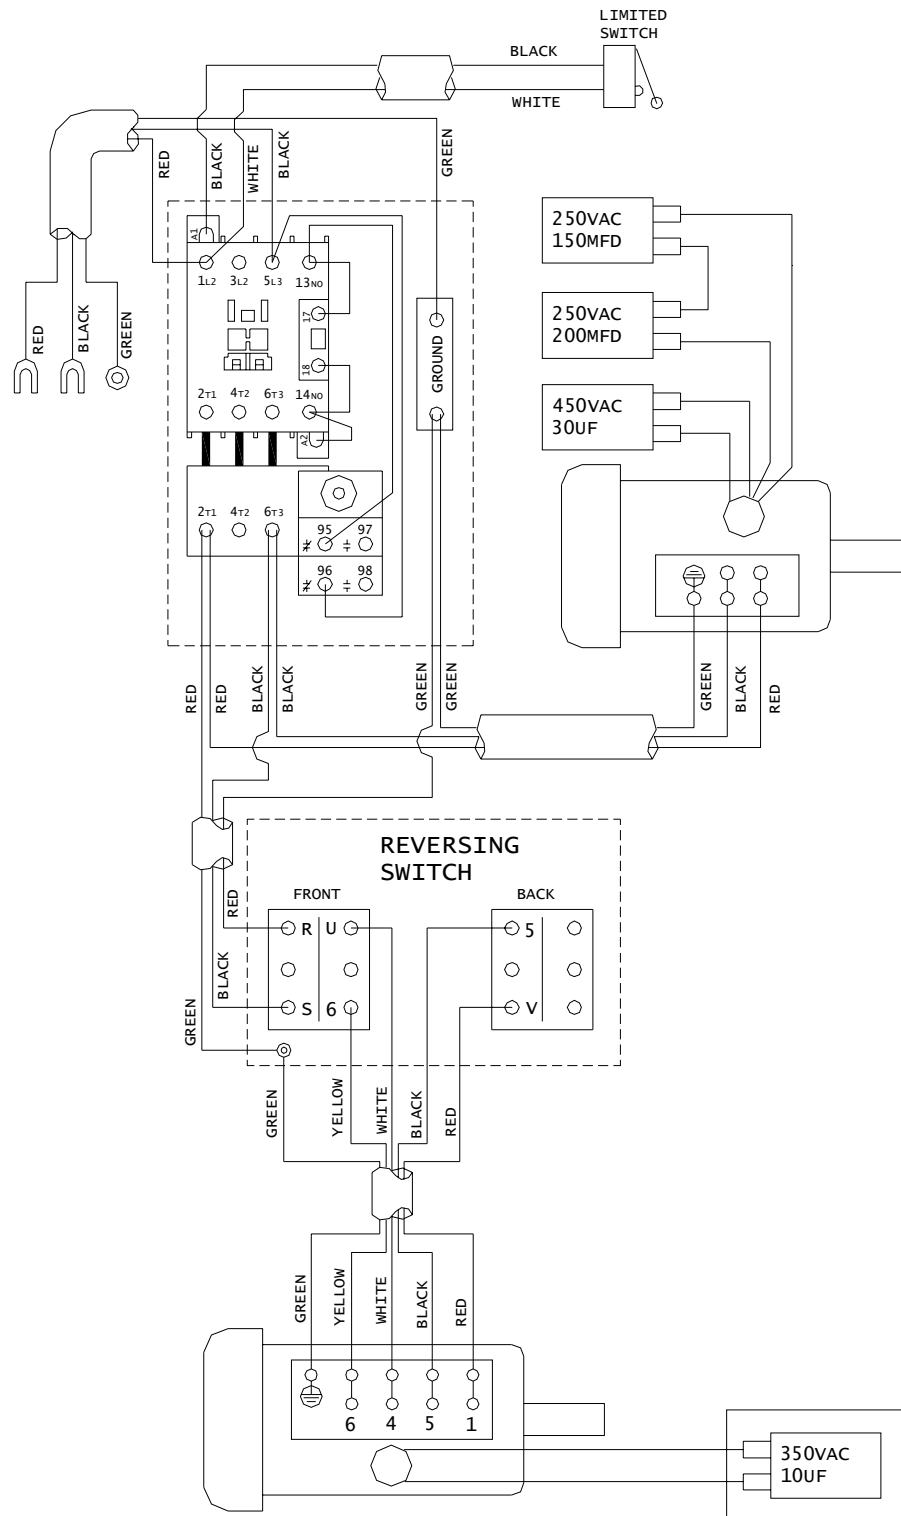 LIMITED
SWITCH
BLACK
WHITE
RED
BLACK
WHITE
BLACK
GREEN
A1
1L2
3L2
5L3
13NO
17
18
2T1
4T2
6T3
14NO
A2
GROUND
RED
BLACK
GREEN
250VAC
150MFD
250VAC
200MFD
450VAC
30UF
2T1
4T2
6T3
95
97
96
98
RED
RED
BLACK
BLACK
GREEN
GREEN
GREEN
BLACK
RED
REVERSING
SWITCH
FRONT
BACK
RED
BLACK
GREEN
R
U
S
6
5
V
GREEN
YELLOW
WHITE
BLACK
RED
GREEN
YELLOW
WHITE
BLACK
RED
6
4
5
1
350VAC
10UF